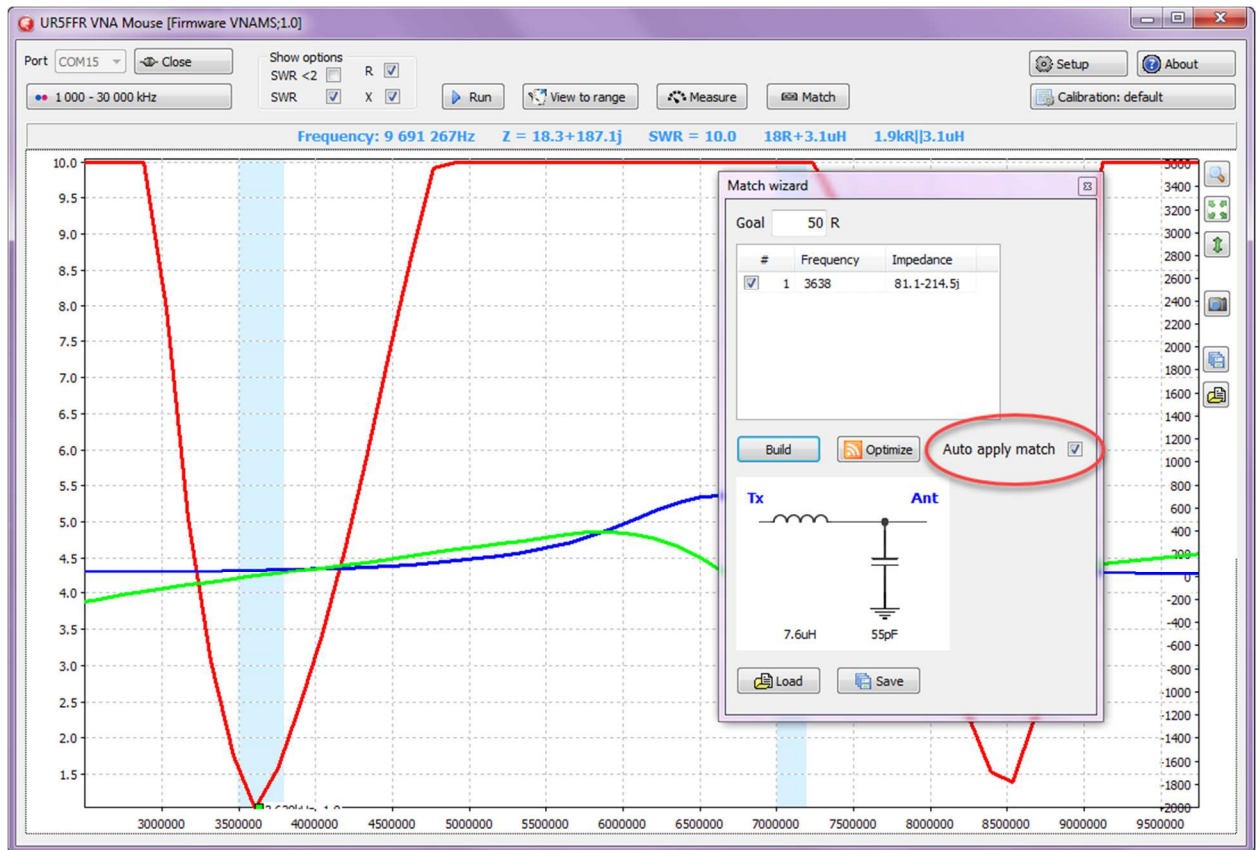 UR5FFR VNA Mouse [Firmware VNAMS;1.0]
Port COM15 Close
Show options
SWR <2 R
SWR X
1 000 - 30 000 kHz
Run View to range Measure Match
Setup About
Calibration: default
Frequency: 9 691 267Hz Z = 18.3+187.1j SWR = 10.0 18R+3.1uH 1.9kR||3.1uH
10.0
9.5
9.0
8.5
8.0
7.5
7.0
6.5
6.0
5.5
5.0
4.5
4.0
3.5
3.0
2.5
2.0
1.5
Match wizard
Goal 50 R
# Frequency Impedance
1 3638 81.1-214.5j
Build Optimize Auto apply match
Tx Ant
7.6uH 55pF
Load Save
3400
3200
3000
2800
2600
2400
2200
2000
1800
1600
1400
1200
1000
800
600
400
200
0
-200
-400
-600
-800
-1000
-1200
-1400
-1600
-1800
-2000
3000000 3500000 4000000 4500000 5000000 5500000 6000000 6500000 7000000 7500000 8000000 8500000 9000000 9500000